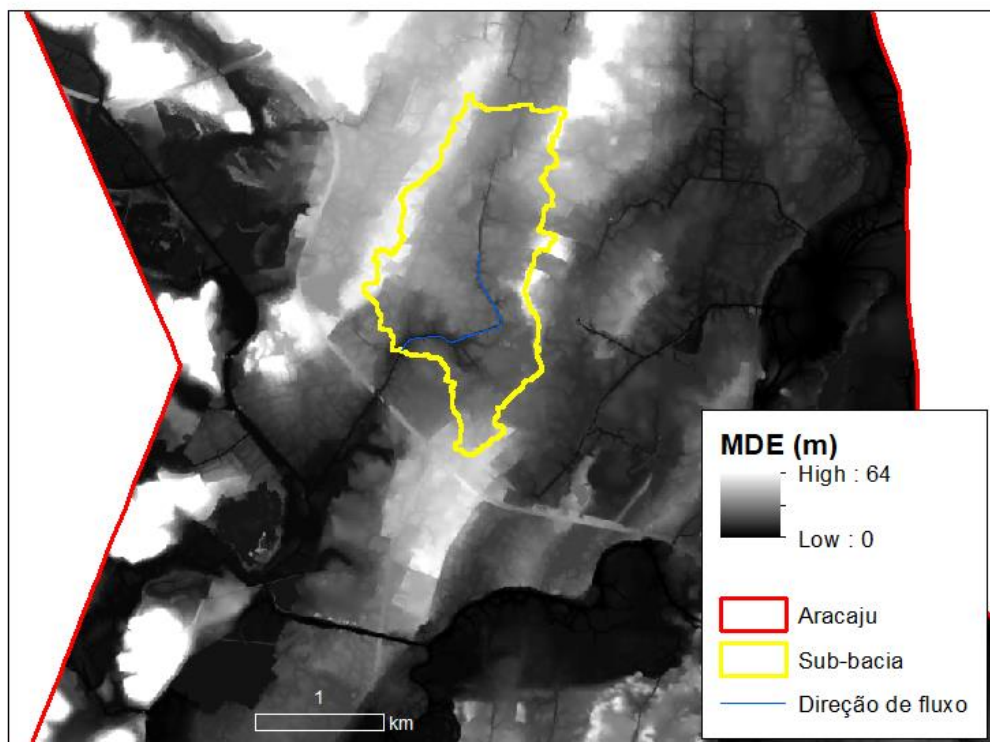 MDE (m)
High : 64
Low : 0
Aracaju
Sub-bacia
Direção de fluxo
1
km